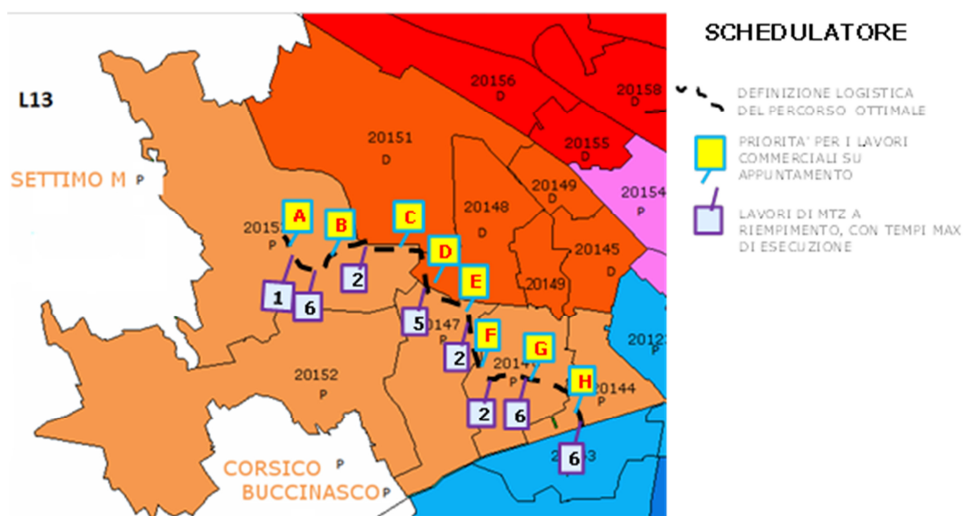 SCHEDULATORE
DEFINIZIONE LOGISTICA
DEL PERCORSO OTTIMALE
PRIORITA' PER I LAVORI
COMMERCIALI SU
APPUNTAMENTO
LAVORI DI MTZ A
RIEMPIMENTO, CON TEMPI MAX
DI ESECUZIONE
L13
20156
D
20158
D
20151
D
20155
D
SETTIMO M P
20149
D
20154
P
20148
D
A
B
C
P
20145
D
D
E
20149
1
6
2
5
P
F
2
G
P
P
20152
P
H
20144
P
2
6
6
CORSICO P
BUCCINASCO P